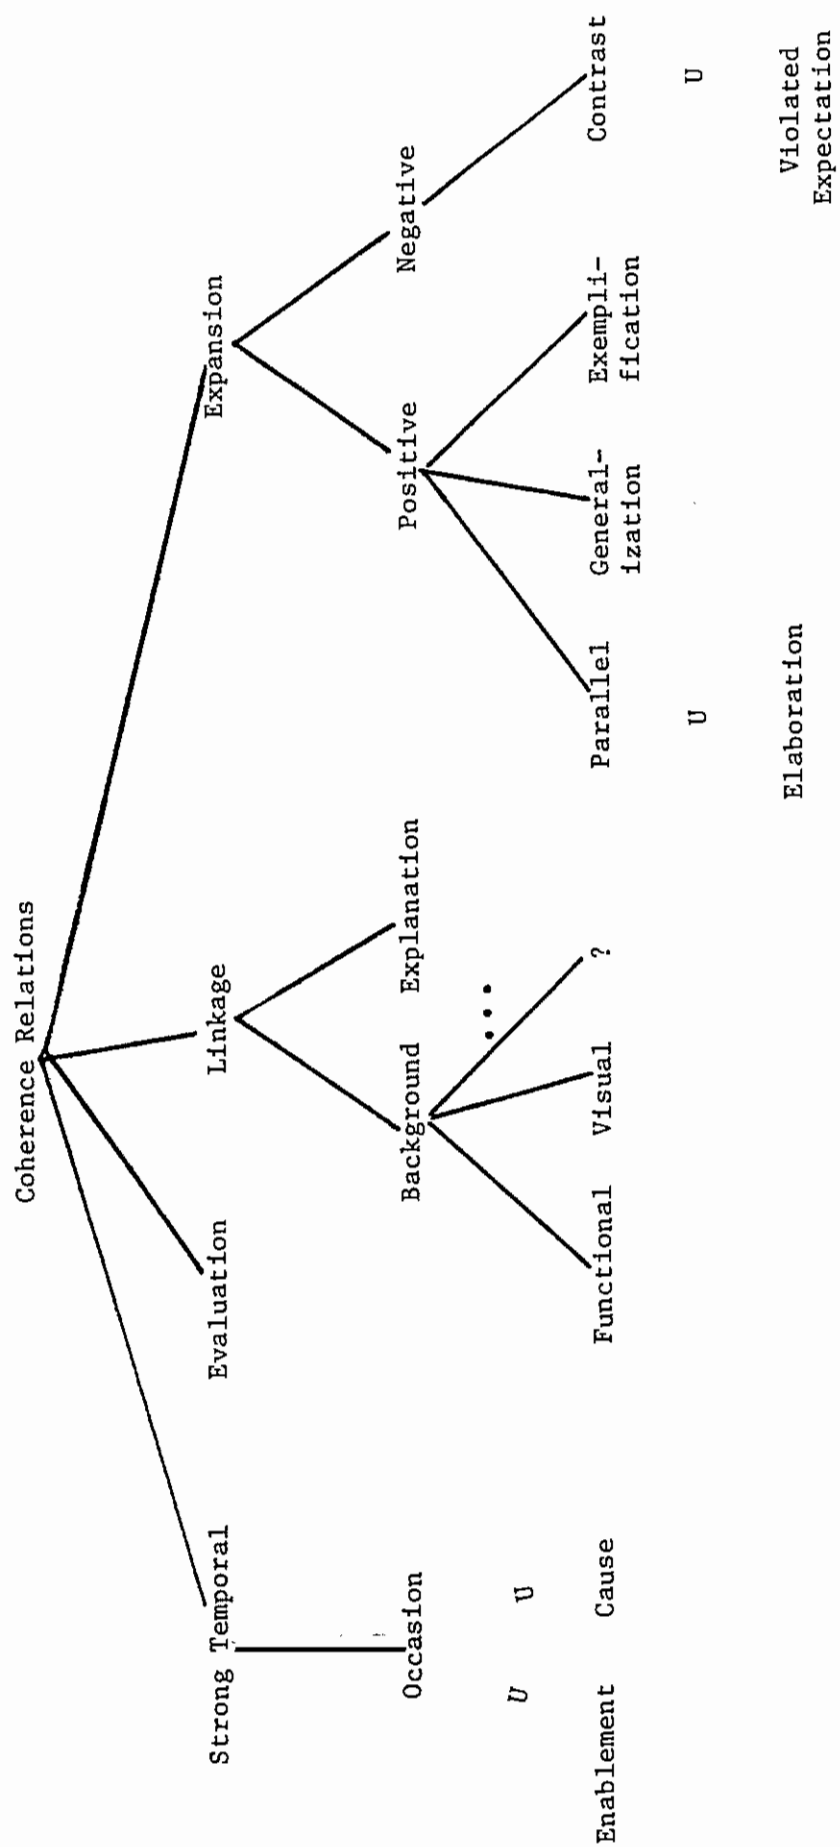 Coherence Relations
Strong Temporal
Evaluation
Linkage
Expansion
Occasion
Background
Explanation
Positive
Negative
U
U
...
Enablement
Cause
Functional
Visual
?
Parallel
General-
ization
Exempli-
fication
Contrast
U
U
Elaboration
Violated
Expectation